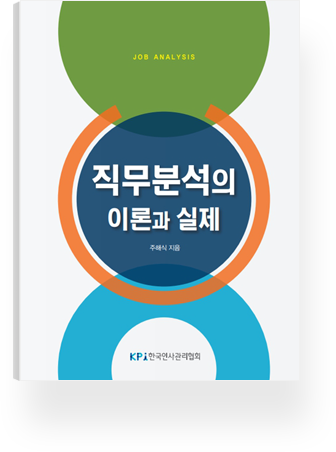 JOB ANALYSIS
직무분석의
이론과 실제
주해식 지음
KPi 한국인사관리협회